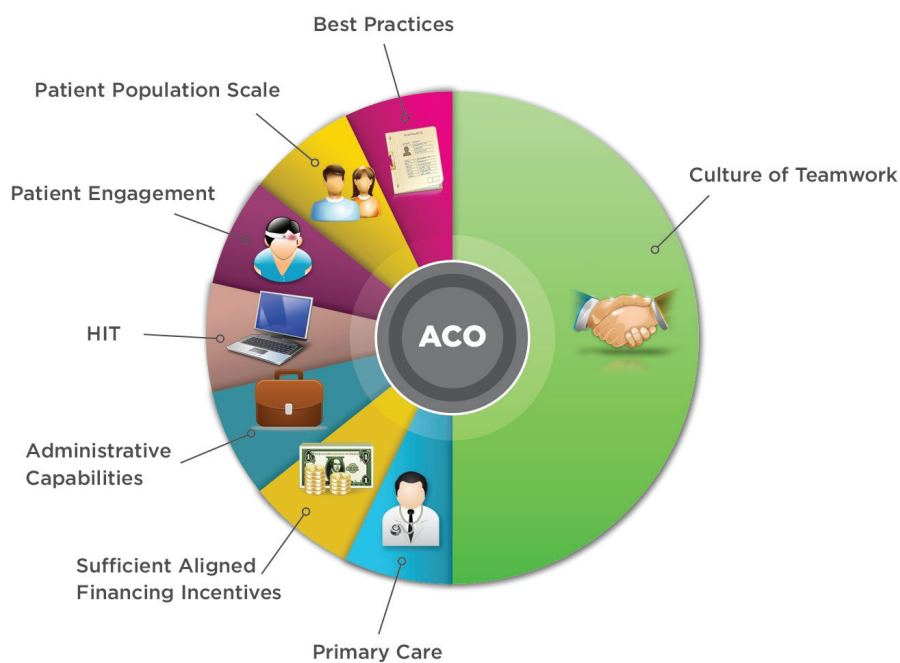 Best Practices
Patient Population Scale
Culture of Teamwork
Patient Engagement
HIT
ACO
Administrative
Capabilities
Sufficient Aligned
Financing Incentives
Primary Care